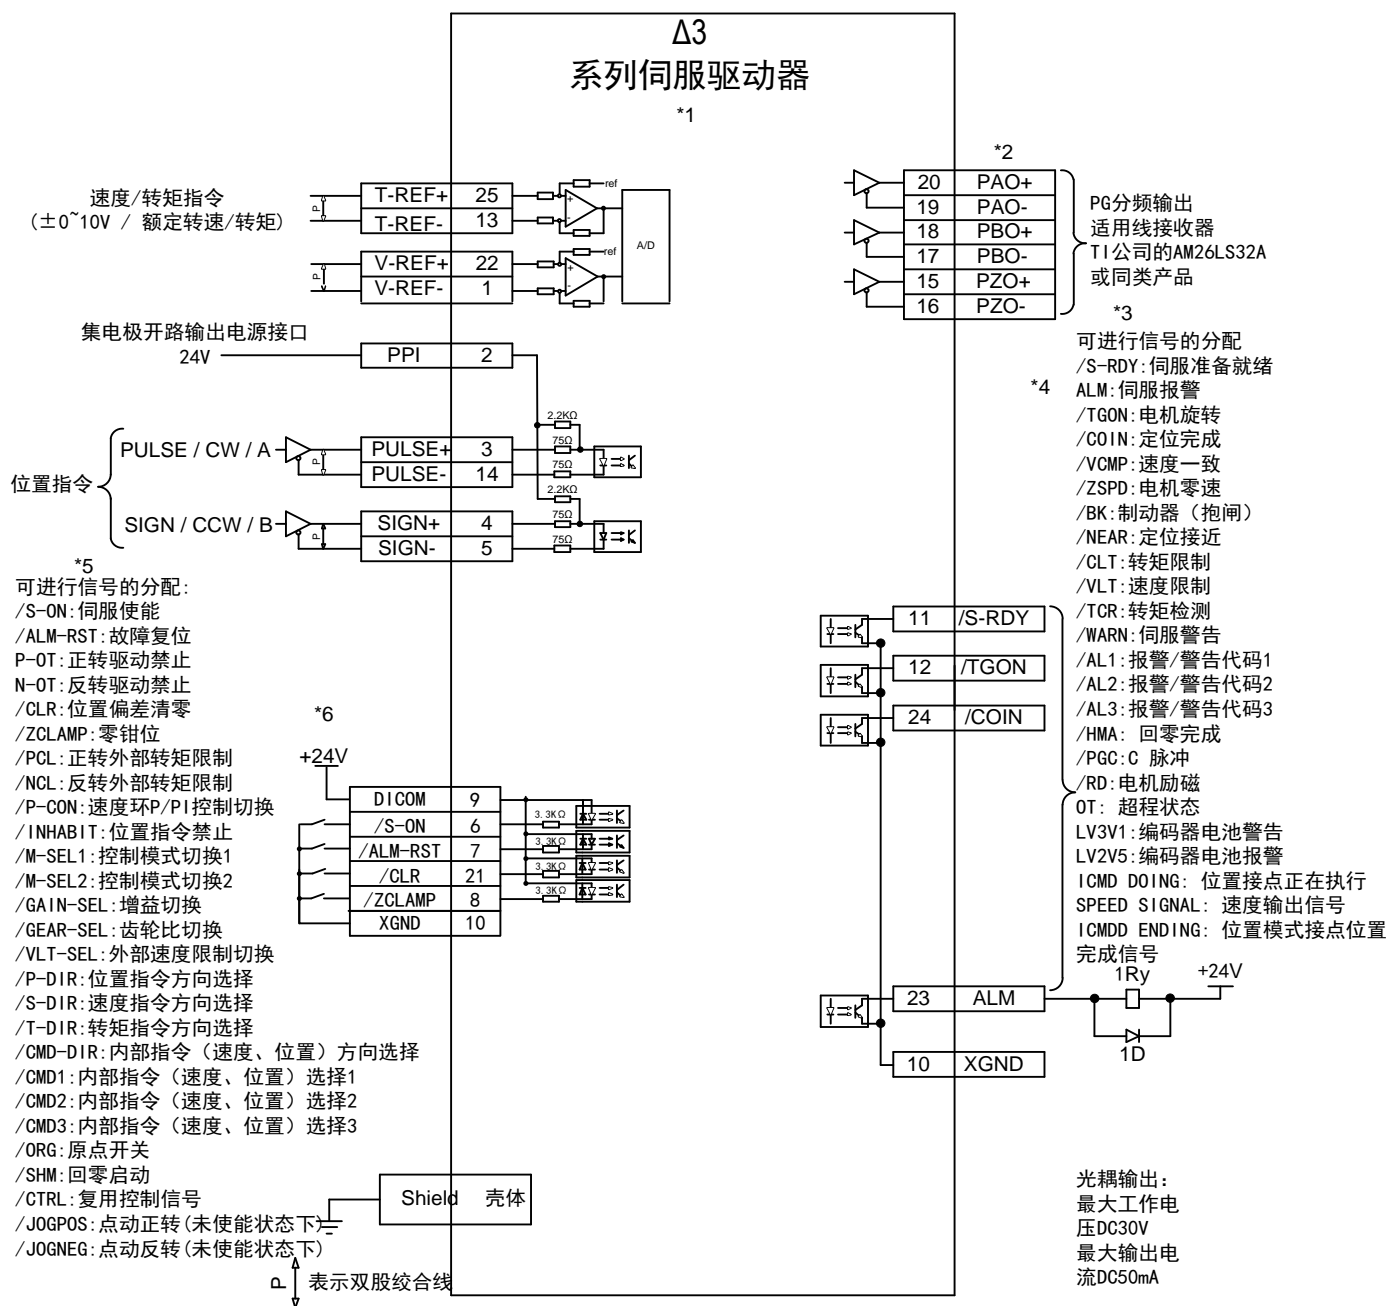 Δ3
系列伺服驱动器
*1
速度/转矩指令
(±0~10V / 额定转速/转矩)
P
T-REF+ 25
T-REF- 13
ref
P
V-REF+ 22
V-REF- 1
ref
A/D
集电极开路输出电源接口
24V
PPI 2
位置指令
PULSE / CW / A
P
PULSE+ 3
PULSE- 14
2.2KΩ
75Ω
75Ω
SIGN / CCW / B
P
SIGN+ 4
SIGN- 5
2.2KΩ
75Ω
75Ω
*5
可进行信号的分配:
/S-ON:伺服使能
/ALM-RST:故障复位
P-OT:正转驱动禁止
N-OT:反转驱动禁止
/CLR:位置偏差清零
/ZCLAMP:零钳位
/PCL:正转外部转矩限制
/NCL:反转外部转矩限制
/P-CON:速度环P/PI控制切换
/INHABIT:位置指令禁止
/M-SEL1:控制模式切换1
/M-SEL2:控制模式切换2
/GAIN-SEL:增益切换
/GEAR-SEL:齿轮比切换
/VLT-SEL:外部速度限制切换
/P-DIR:位置指令方向选择
/S-DIR:速度指令方向选择
/T-DIR:转矩指令方向选择
/CMD-DIR:内部指令（速度、位置）方向选择
/CMD1:内部指令（速度、位置）选择1
/CMD2:内部指令（速度、位置）选择2
/CMD3:内部指令（速度、位置）选择3
/ORG:原点开关
/SHM:回零启动
/CTRL:复用控制信号
/JOGPOS:点动正转(未使能状态下)
/JOGNEG:点动反转(未使能状态下)
P 表示双股绞合线
*6
+24V
DICOM 9
/S-ON 6
/ALM-RST 7
/CLR 21
/ZCLAMP 8
XGND 10
3.3KΩ
3.3KΩ
3.3KΩ
3.3KΩ
Shield 壳体
*2
20 PAO+
19 PAO-
18 PBO+
17 PBO-
15 PZO+
16 PZO-
PG分频输出
适用线接收器
TI公司的AM26LS32A
或同类产品
*3
*4
可进行信号的分配
/S-RDY:伺服准备就绪
ALM:伺服报警
/TGON:电机旋转
/COIN:定位完成
/VCMP:速度一致
/ZSPD:电机零速
/BK:制动器（抱闸）
/NEAR:定位接近
/CLT:转矩限制
/VLT:速度限制
/TCR:转矩检测
/WARN:伺服警告
/AL1:报警/警告代码1
/AL2:报警/警告代码2
/AL3:报警/警告代码3
/HMA: 回零完成
/PGC:C 脉冲
/RD:电机励磁
OT: 超程状态
LV3V1:编码器电池警告
LV2V5:编码器电池报警
ICMD DOING: 位置接点正在执行
SPEED SIGNAL: 速度输出信号
ICMDD ENDING: 位置模式接点位置
完成信号
11 /S-RDY
12 /TGON
24 /COIN
23 ALM
10 XGND
1Ry
+24V
1D
光耦输出:
最大工作电
压DC30V
最大输出电
流DC50mA